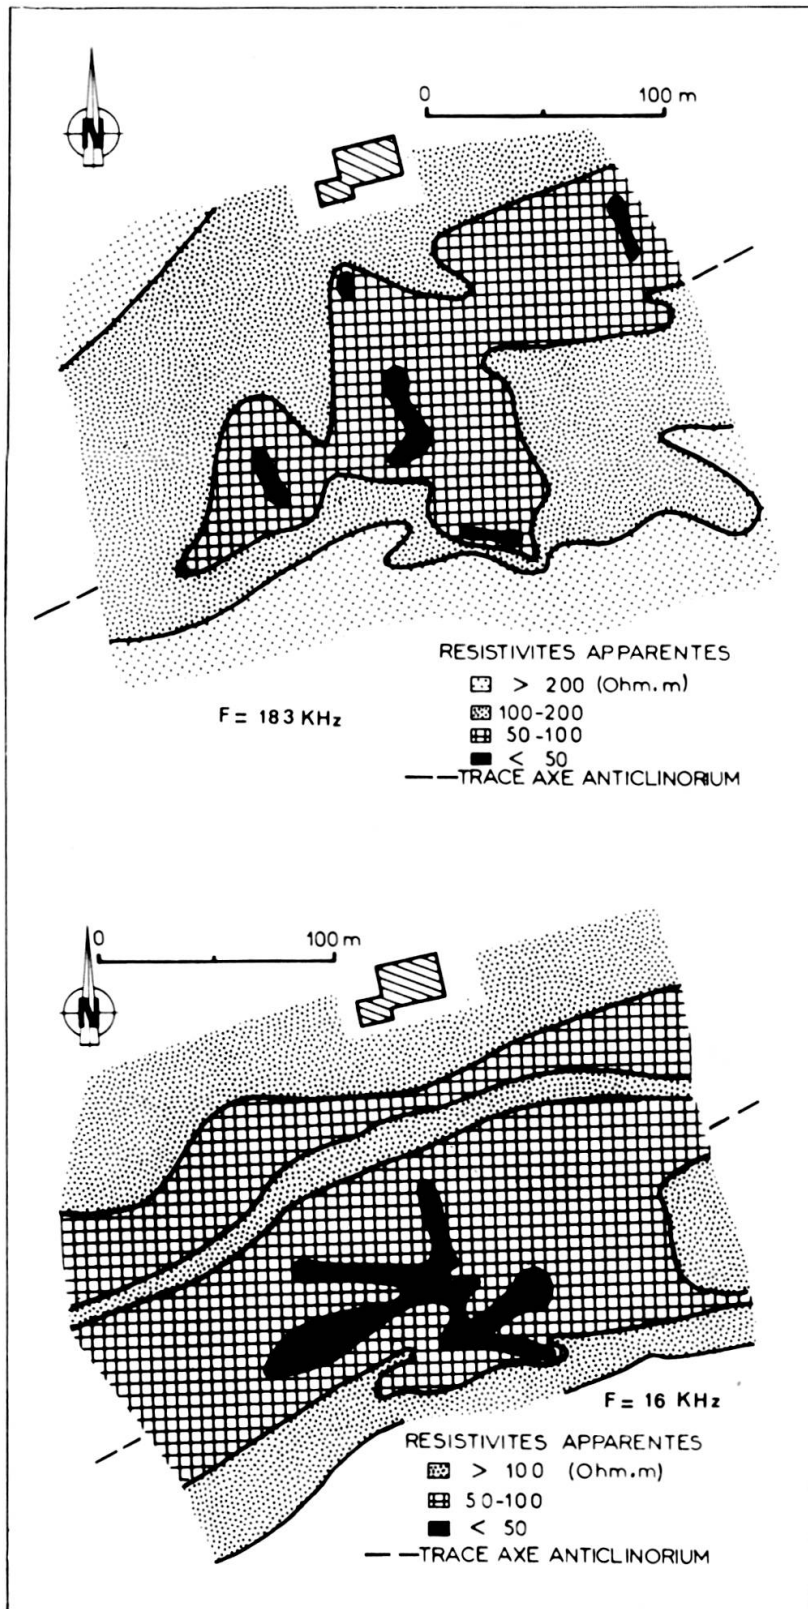 0 100 m
N
RESISTIVITES APPARENTES
> 200 (Ohm.m)
100-200
50-100
< 50
TRACE AXE ANTICLINORIUM
F= 183 KHz
0 100 m
N
F= 16 KHz
RESISTIVITES APPARENTES
> 100 (Ohm.m)
50-100
< 50
TRACE AXE ANTICLINORIUM